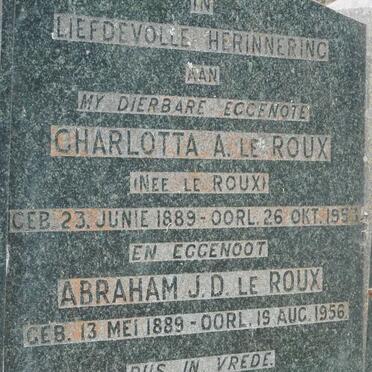 IN
LIEFDEVOLLE HERINNERING
AAN
MY DIERBARE EGGENOTE
CHARLOTTA A. LE ROUX
(NEE LE ROUX)
GEB. 23. JUNIE 1889 - OORL. 26 OKT. 1953
EN EGGENOOT
ABRAHAM J.D. LE ROUX
GEB. 13 MEI 1889 - OORL. 19 AUG. 1956
RUS IN VREDE.